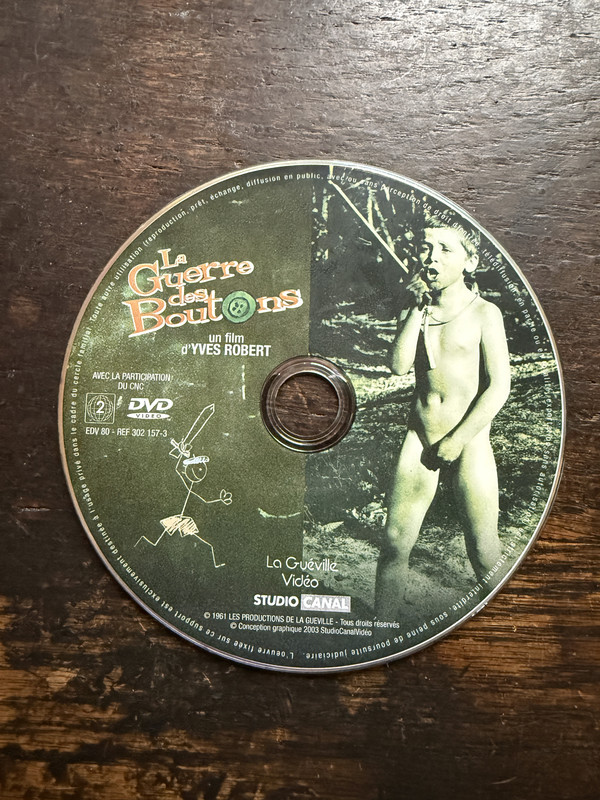 La
Guerre
des
Boutons
un film
d'YVES ROBERT
AVEC LA PARTICIPATION
DU CNC
2
DVD
VIDEO
EDV 80 - REF 302 157-3
La Guéville
Vidéo
STUDIO CANAL
© 1961 LES PRODUCTIONS DE LA GUEVILLE - Tous droits réservés
© Conception graphique 2003 StudioCanalVidéo
L'oeuvre fixée sur ce support est exclusivement destinée à l'usage privé dans le cadre du cercle familial. Toute autre utilisation (reproduction, prêt, échange, diffusion en public, avec ou sans perception de droit
sous peine de poursuite judiciaire.